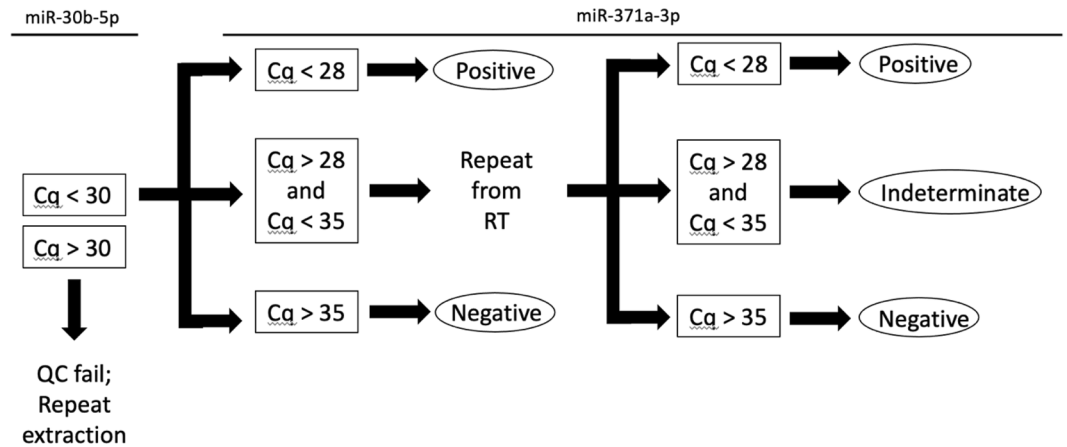 miR-30b-5p
miR-371a-3p
Cq < 28
Positive
Cq < 28
Positive
Cq < 30
Cq > 30
QC fail;
Repeat
extraction
Cq > 28
and
Cq < 35
Repeat
from
RT
Cq > 28
and
Cq < 35
Indeterminate
Cq > 35
Negative
Cq > 35
Negative